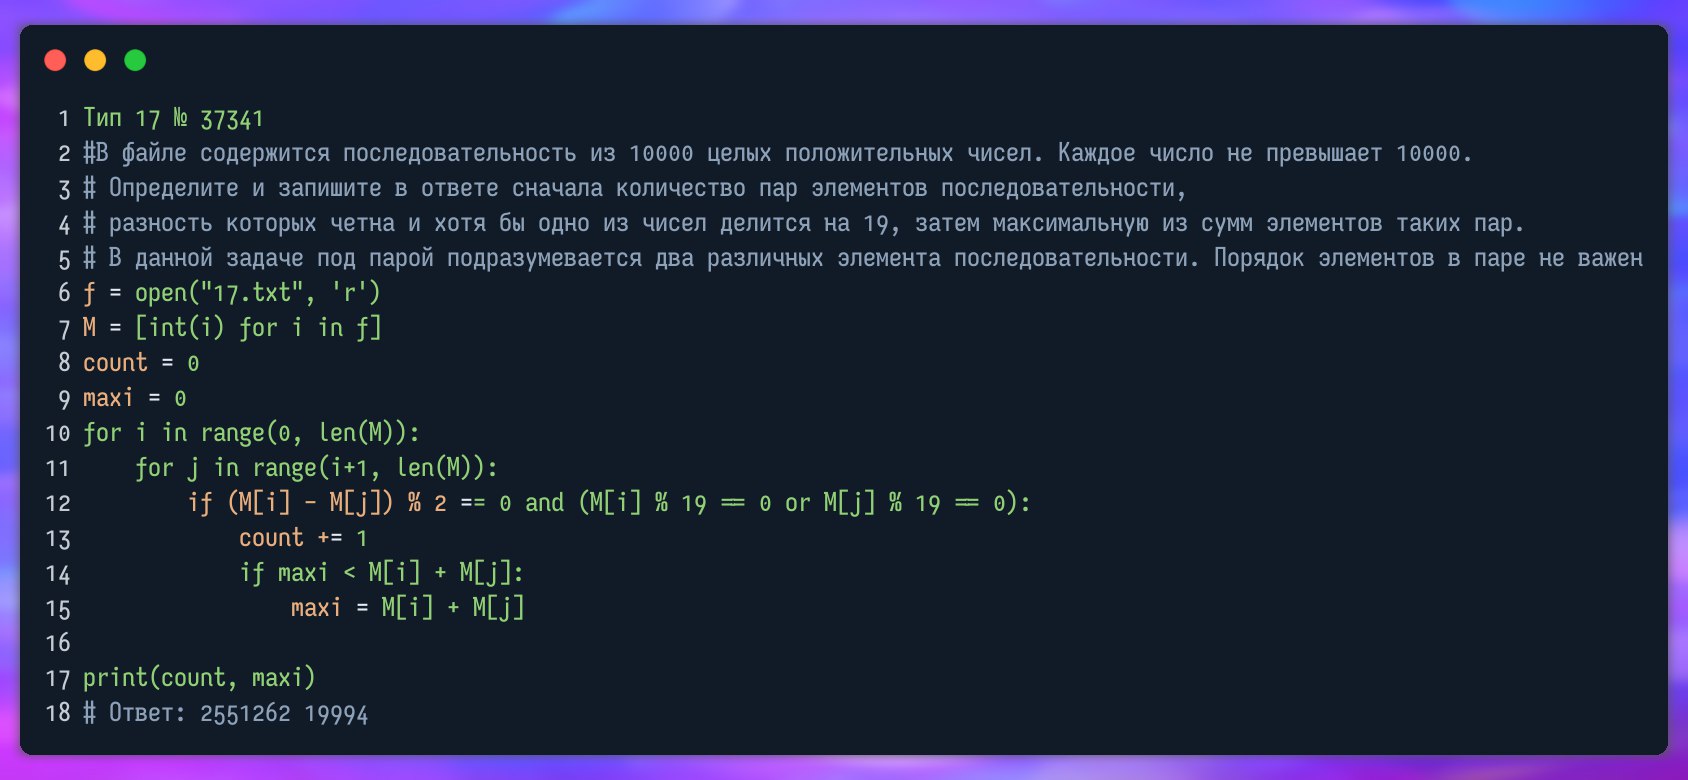 1 Тип 17 № 37341
2 #В файле содержится последовательность из 10000 целых положительных чисел. Каждое число не превышает 10000.
3 # Определите и запишите в ответе сначала количество пар элементов последовательности,
4 # разность которых четна и хотя бы одно из чисел делится на 19, затем максимальную из сумм элементов таких пар.
5 # В данной задаче под парой подразумевается два различных элемента последовательности. Порядок элементов в паре не важен
6 f = open("17.txt", 'r')
7 M = [int(i) for i in f]
8 count = 0
9 maxi = 0
10 for i in range(0, len(M)):
11     for j in range(i+1, len(M)):
12         if (M[i] - M[j]) % 2 == 0 and (M[i] % 19 == 0 or M[j] % 19 == 0):
13             count += 1
14             if maxi < M[i] + M[j]:
15                 maxi = M[i] + M[j]
16
17 print(count, maxi)
18 # Ответ: 2551262 19994